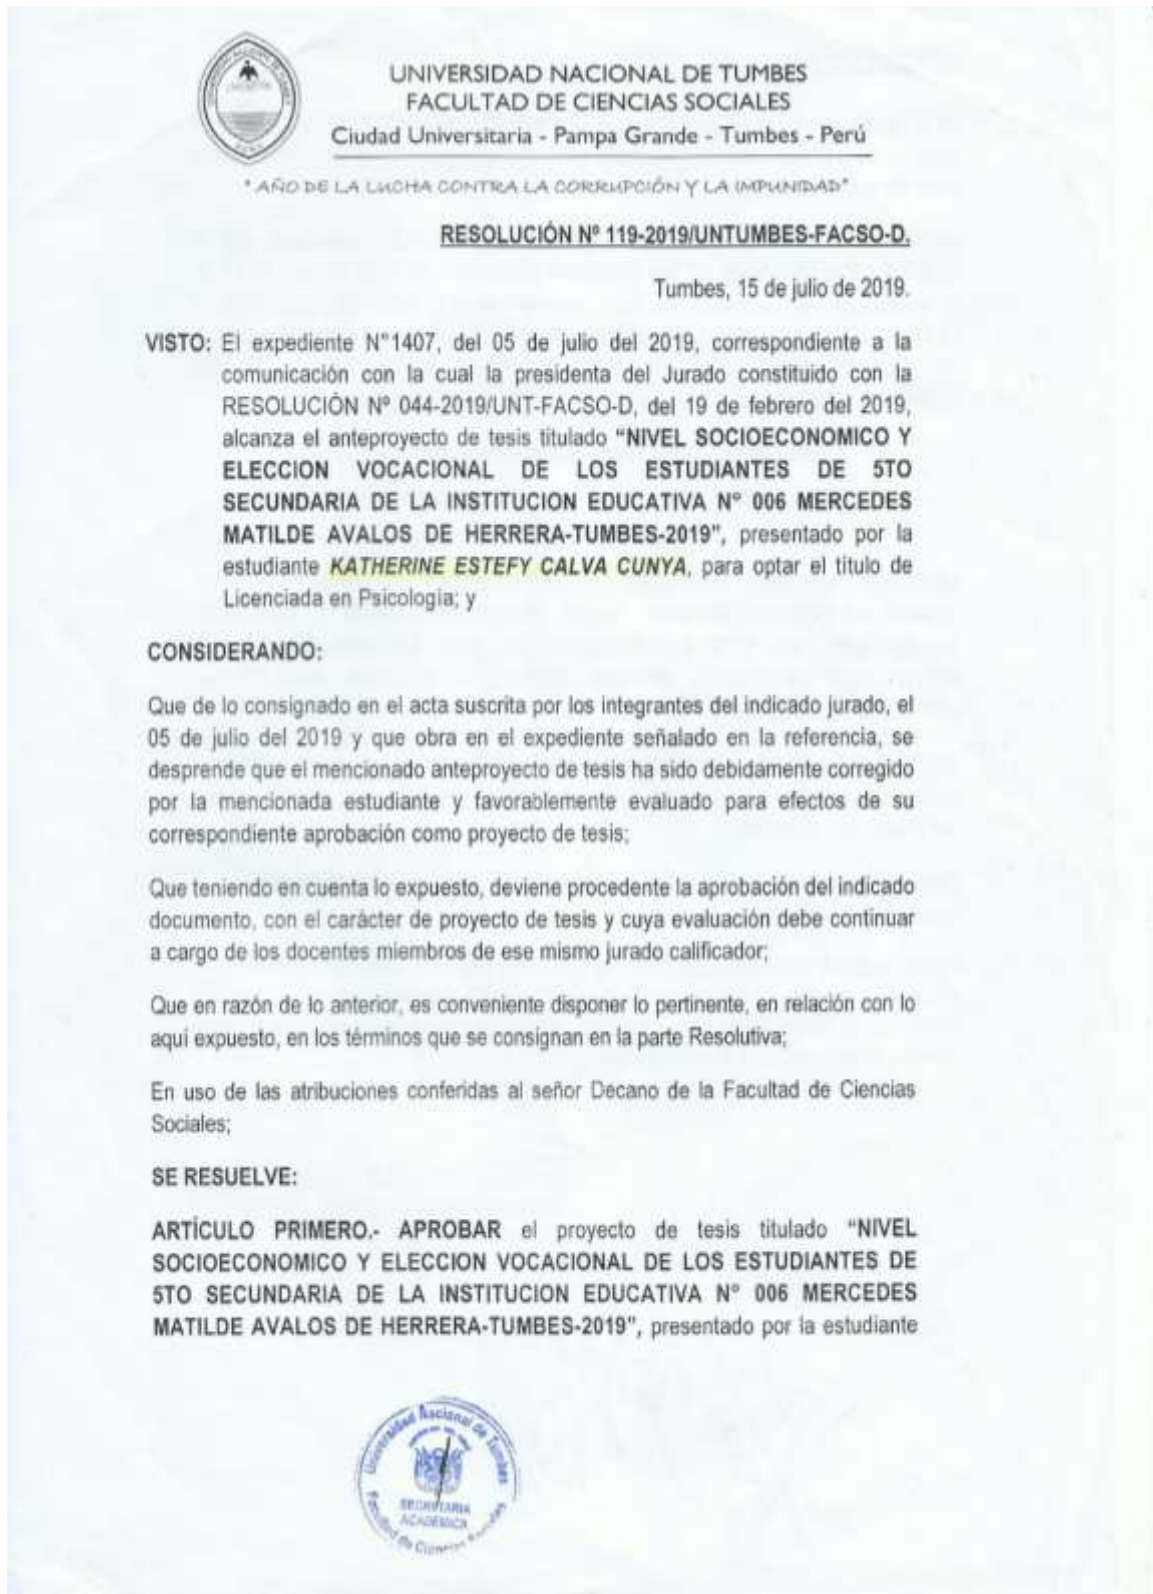 UNIVERSIDAD NACIONAL DE TUMBES
FACULTAD DE CIENCIAS SOCIALES
Ciudad Universitaria - Pampa Grande - Tumbes - Perú
"AÑO DE LA LUCHA CONTRA LA CORRUPCIÓN Y LA IMPUNIDAD"
RESOLUCIÓN Nº 119-2019/UNTUMBES-FACSO-D.
Tumbes, 15 de julio de 2019.
VISTO: El expediente N°1407, del 05 de julio del 2019, correspondiente a la
comunicación con la cual la presidenta del Jurado constituido con la
RESOLUCIÓN Nº 044-2019/UNT-FACSO-D, del 19 de febrero del 2019,
alcanza el anteproyecto de tesis titulado “NIVEL SOCIOECONOMICO Y
ELECCION VOCACIONAL DE LOS ESTUDIANTES DE 5TO
SECUNDARIA DE LA INSTITUCION EDUCATIVA N° 006 MERCEDES
MATILDE AVALOS DE HERRERA-TUMBES-2019”, presentado por la
estudiante KATHERINE ESTEFY CALVA CUNYA, para optar el título de
Licenciada en Psicología; y
CONSIDERANDO:
Que de lo consignado en el acta suscrita por los integrantes del indicado jurado, el
05 de julio del 2019 y que obra en el expediente señalado en la referencia, se
desprende que el mencionado anteproyecto de tesis ha sido debidamente corregido
por la mencionada estudiante y favorablemente evaluado para efectos de su
correspondiente aprobación como proyecto de tesis;
Que teniendo en cuenta lo expuesto, deviene procedente la aprobación del indicado
documento, con el carácter de proyecto de tesis y cuya evaluación debe continuar
a cargo de los docentes miembros de ese mismo jurado calificador;
Que en razón de lo anterior, es conveniente disponer lo pertinente, en relación con lo
aquí expuesto, en los términos que se consignan en la parte Resolutiva;
En uso de las atribuciones conferidas al señor Decano de la Facultad de Ciencias
Sociales;
SE RESUELVE:
ARTÍCULO PRIMERO.- APROBAR el proyecto de tesis titulado “NIVEL
SOCIOECONOMICO Y ELECCION VOCACIONAL DE LOS ESTUDIANTES DE
5TO SECUNDARIA DE LA INSTITUCION EDUCATIVA N° 006 MERCEDES
MATILDE AVALOS DE HERRERA-TUMBES-2019”, presentado por la estudiante
Universidad Nacional de Tumbes
SECRETARIA
ACADEMICA
Facultad de Ciencias Sociales